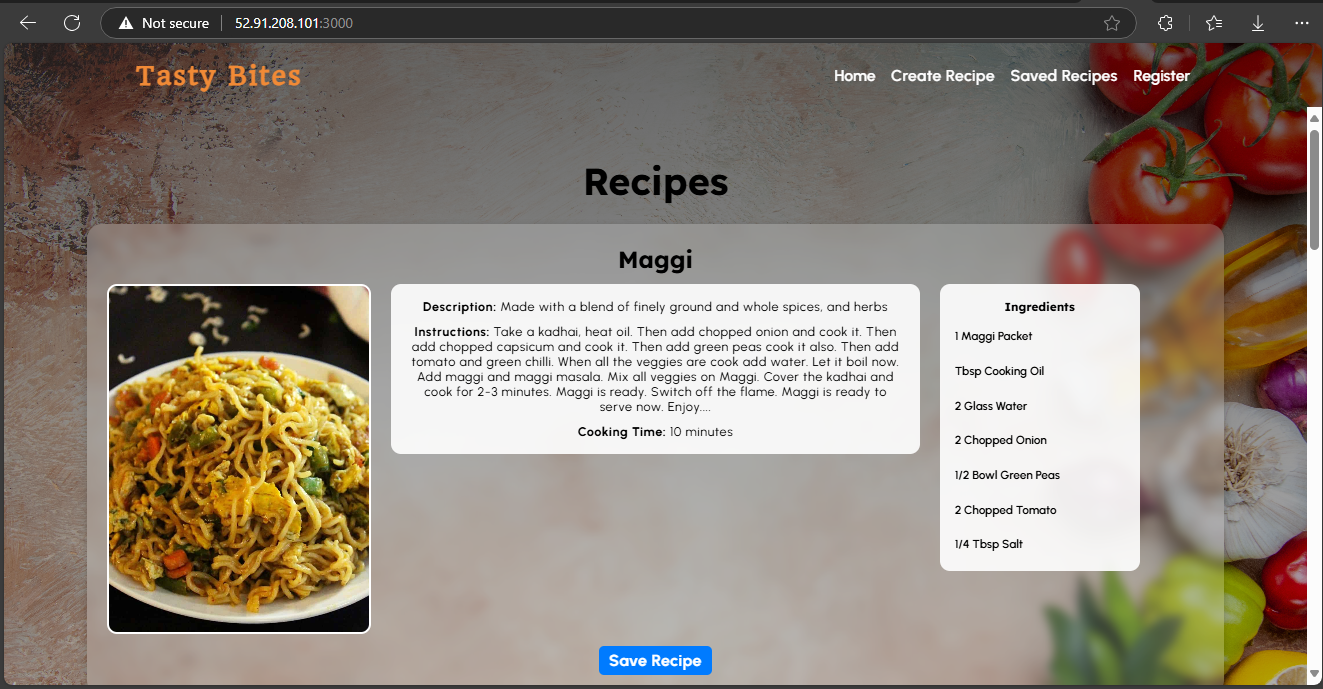 Not secure 52.91.208.101:3000
Tasty Bites
Home Create Recipe Saved Recipes Register
Recipes
Maggi
Description: Made with a blend of finely ground and whole spices, and herbs
Instructions: Take a kadhai, heat oil. Then add chopped onion and cook it. Then
add chopped capsicum and cook it. Then add green peas cook it also. Then add
tomato and green chilli. When all the veggies are cook add water. Let it boil now.
Add maggi and maggi masala. Mix all veggies on Maggi. Cover the kadhai and
cook for 2-3 minutes. Maggi is ready. Switch off the flame. Maggi is ready to
serve now. Enjoy....
Cooking Time: 10 minutes
Ingredients
1 Maggi Packet
Tbsp Cooking Oil
2 Glass Water
2 Chopped Onion
1/2 Bowl Green Peas
2 Chopped Tomato
1/4 Tbsp Salt
Save Recipe